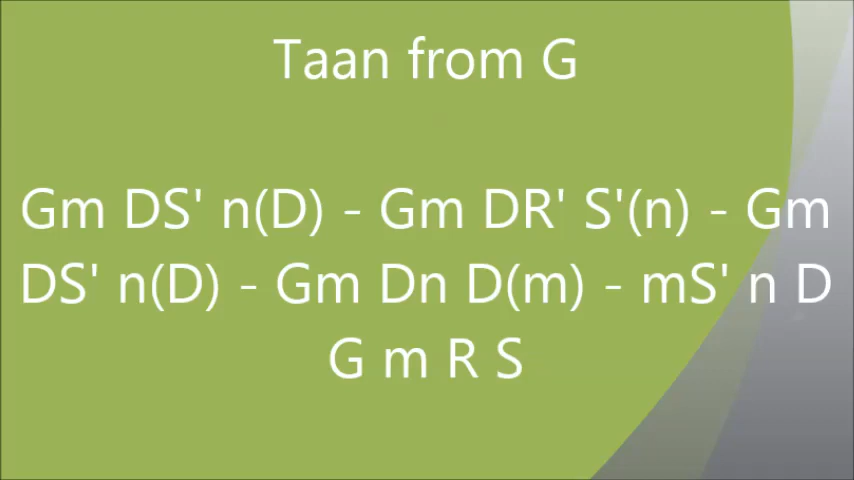 Taan from G
Gm DS' n(D) - Gm DR' S'(n) - Gm
DS' n(D) - Gm Dn D(m) - mS' n D
G m R S